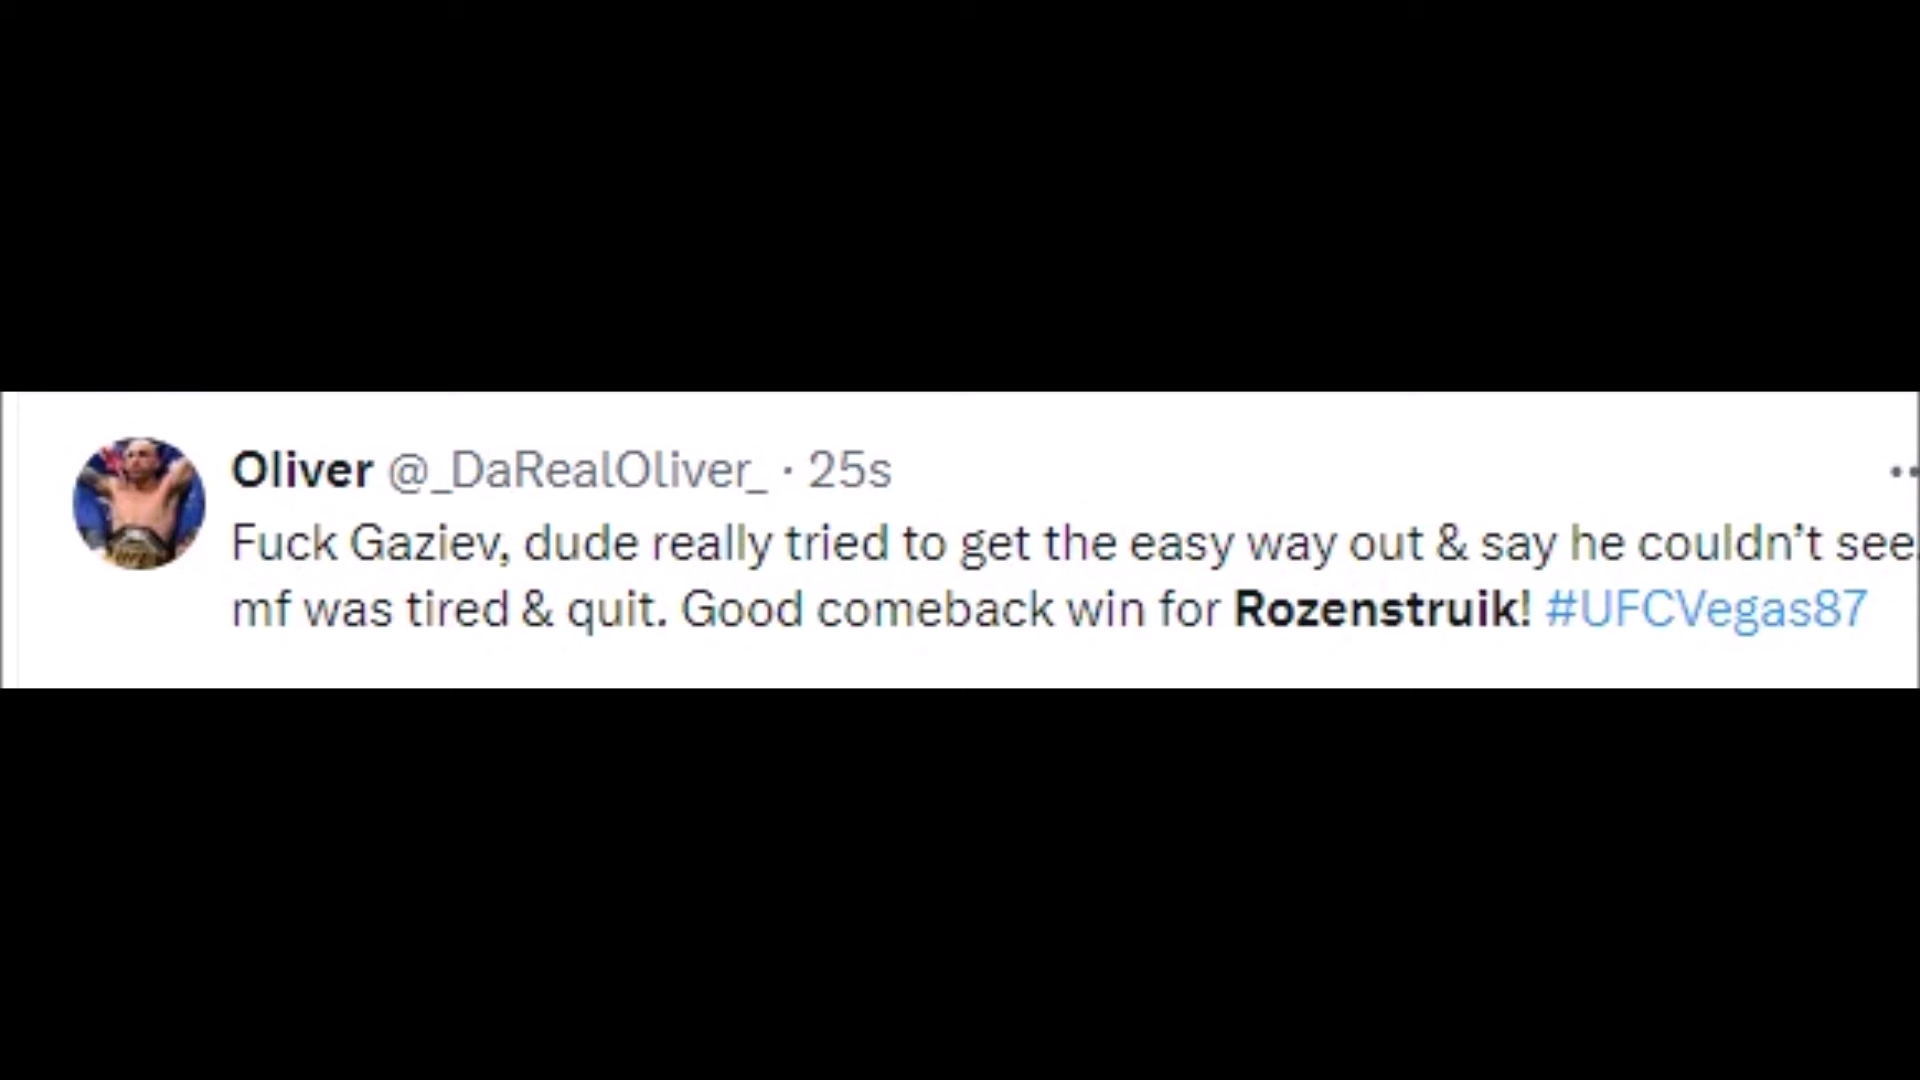 Oliver @_DaRealOliver_ · 25s
Fuck Gaziev, dude really tried to get the easy way out & say he couldn’t see
mf was tired & quit. Good comeback win for Rozenstruik! #UFCVegas87